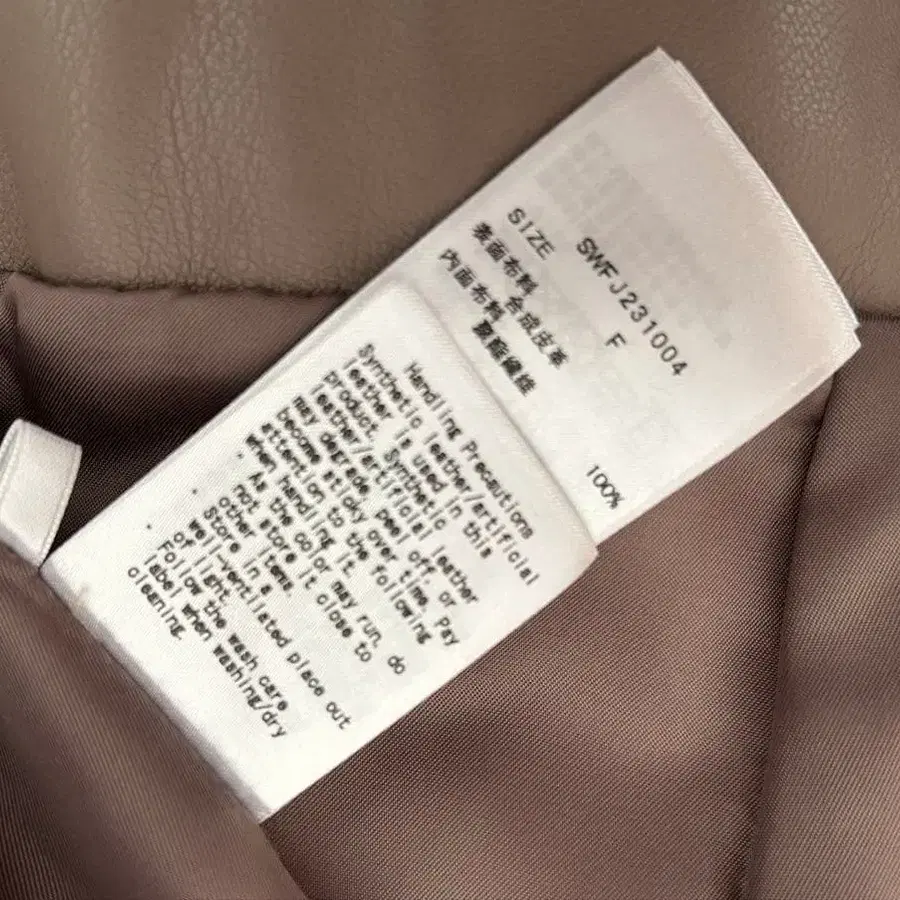 SWFJ231004
SIZE F
表面布料 合成皮革
內面布料 聚酯纖維
100%
Handling Precautions
Synthetic leather/artificial
leather is used in this
product. Synthetic
leather/artificial leather
may degrade, peel off, or
become sticky over time. Pay
attention to the following
when handling it.
· As the color may run, do
not store it close to
other items.
· Store in a
well-ventilated place out
of light.
· Follow the wash care
label when washing/dry
cleaning.